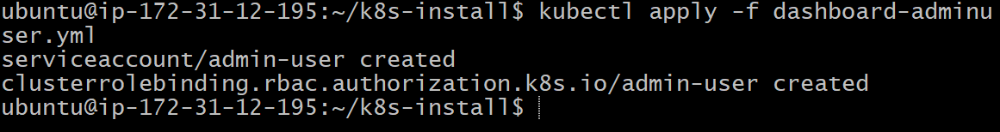 ubuntu@ip-172-31-12-195:~/k8s-install$ kubectl apply -f dashboard-adminu
ser.yml
serviceaccount/admin-user created
clusterrolebinding.rbac.authorization.k8s.io/admin-user created
ubuntu@ip-172-31-12-195:~/k8s-install$